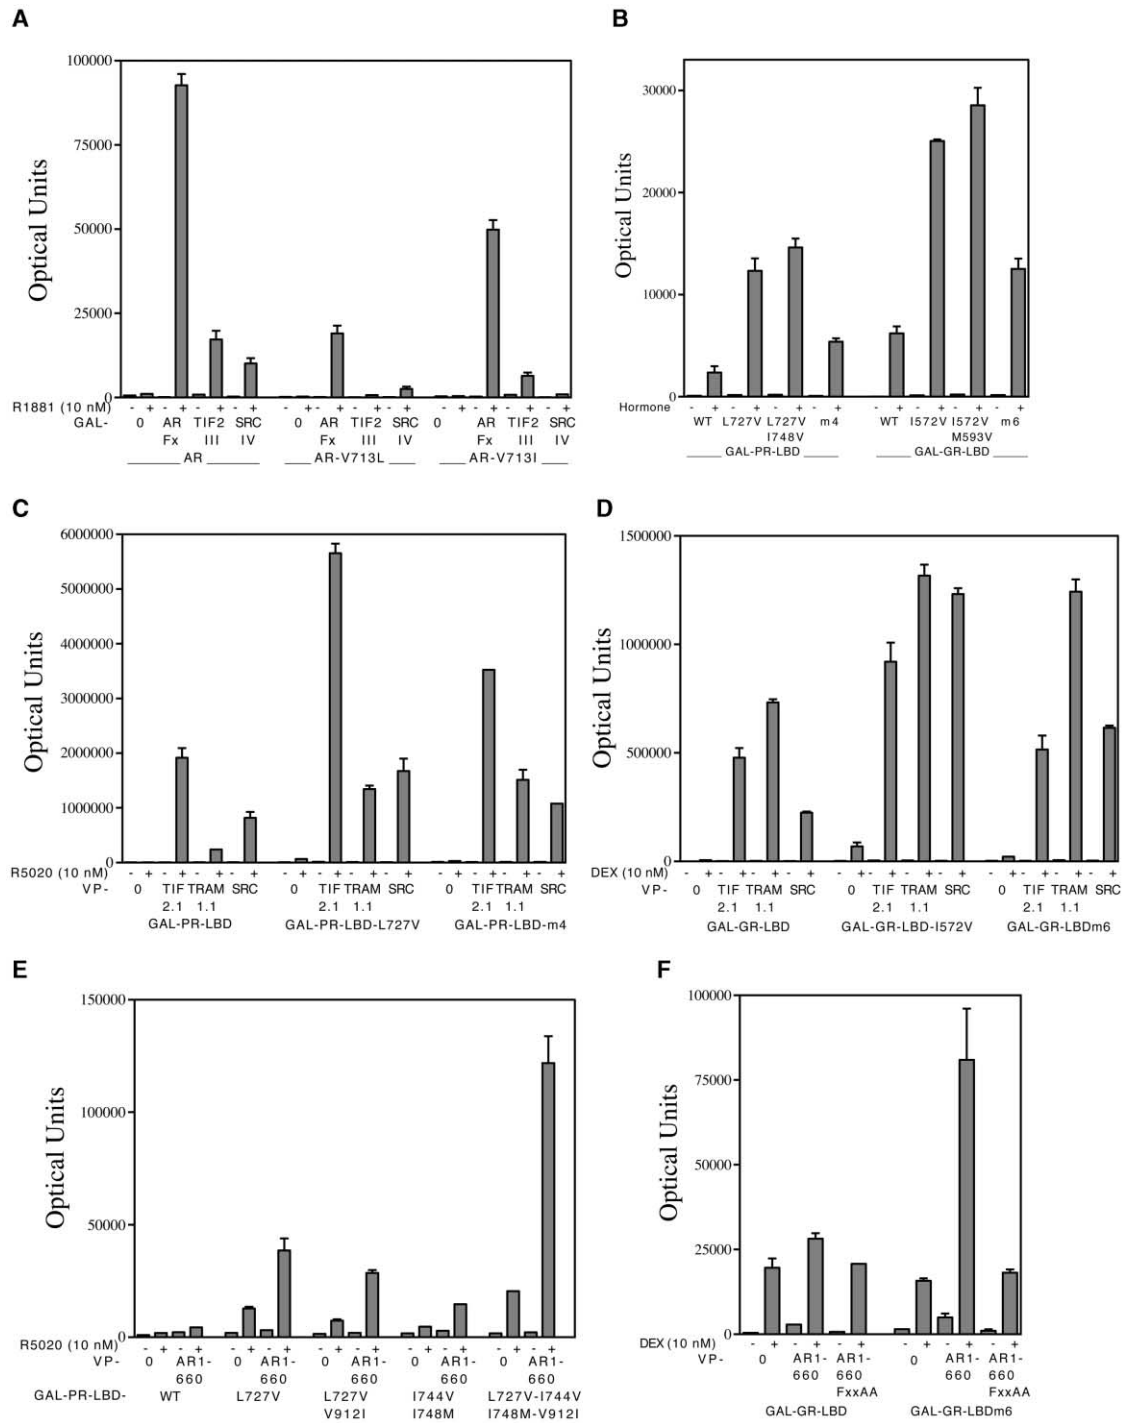 A
Optical Units
100000
75000
50000
25000
0
R1881 (10 nM) - + - + - + - + - + - + - + - + - + - + - + - +
GAL- 0 AR TIF2 SRC 0 AR TIF2 SRC 0 AR TIF2 SRC
Fx III IV Fx III IV Fx III IV
AR AR-V713L AR-V713I
B
Optical Units
30000
20000
10000
0
Hormone - + - + - + - + - + - + - + - +
WT L727V L727V m4 WT I572V I572V m6
I748V M593V
GAL-PR-LBD GAL-GR-LBD
C
Optical Units
6000000
5000000
4000000
3000000
2000000
1000000
0
R5020 (10 nM) - + - + - + - + - + - + - + - + - + - + - + - +
VP- 0 TIF TRAM SRC 0 TIF TRAM SRC 0 TIF TRAM SRC
2.1 1.1 2.1 1.1 2.1 1.1
GAL-PR-LBD GAL-PR-LBD-L727V GAL-PR-LBD-m4
D
Optical Units
1500000
1000000
500000
0
DEX (10 nM) - + - + - + - + - + - + - + - + - + - + - + - +
VP- 0 TIF TRAM SRC 0 TIF TRAM SRC 0 TIF TRAM SRC
2.1 1.1 2.1 1.1 2.1 1.1
GAL-GR-LBD GAL-GR-LBD-I572V GAL-GR-LBDm6
E
Optical Units
150000
100000
50000
0
R5020 (10 nM) - + - + - + - + - + - + - + - + - + - +
VP- 0 AR1- 0 AR1- 0 AR1- 0 AR1- 0 AR1-
660 660 660 660 660
GAL-PR-LBD- WT L727V L727V I744V L727V-I744V
V912I I748M I748M-V912I
F
Optical Units
100000
75000
50000
25000
0
DEX (10 nM) - + - + - + - + - + - +
VP- 0 AR1- AR1- 0 AR1- AR1-
660 660 660 660
FxxAA FxxAA
GAL-GR-LBD GAL-GR-LBDm6